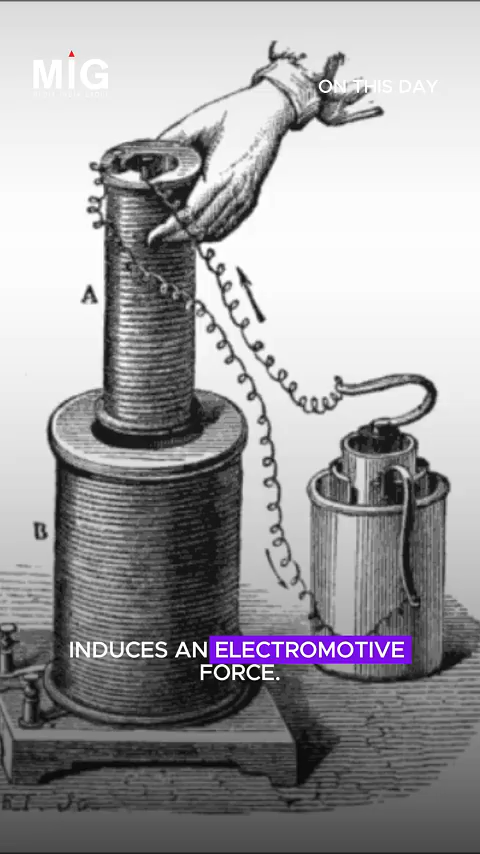 MiG
ON THIS DAY
A
B
INDUCES AN ELECTROMOTIVE
FORCE.